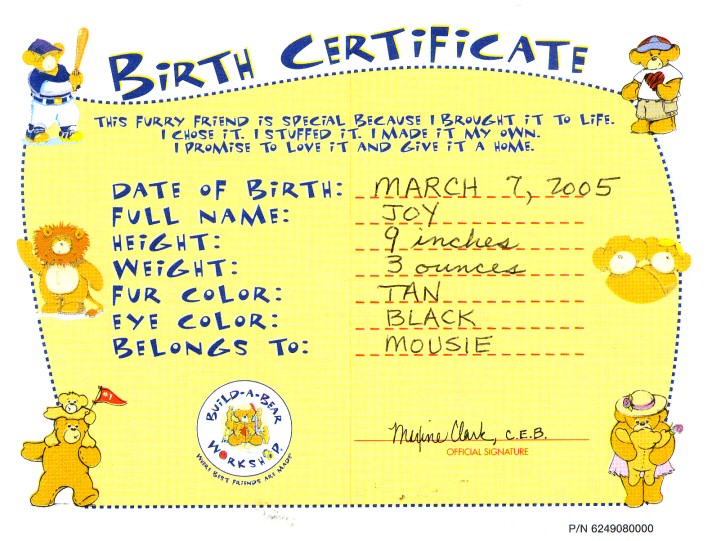 BiRTH CERTiFiCATE
THiS FURRY FRiEND iS SPECiAL BECAUSE I BROUGHT iT TO LiFE.
I CHOSE iT. I STUFFED iT. I MADE iT MY OWN.
I PROMiSE TO LOVE iT AND GiVE iT A HOME.
DATE OF BiRTH: MARCH 7, 2005
FULL NAME: JOY
HEiGHT: 9 inches
WEiGHT: 3 ounces
FUR COLOR: TAN
EYE COLOR: BLACK
BELONGS TO: MOUSIE
#1
BUiLD-A-BEAR
WORKSHOP.
WHERE BEST FRIENDS ARE MADE
Maxine Clark, C.E.B.
OFFICIAL SIGNATURE
P/N 6249080000